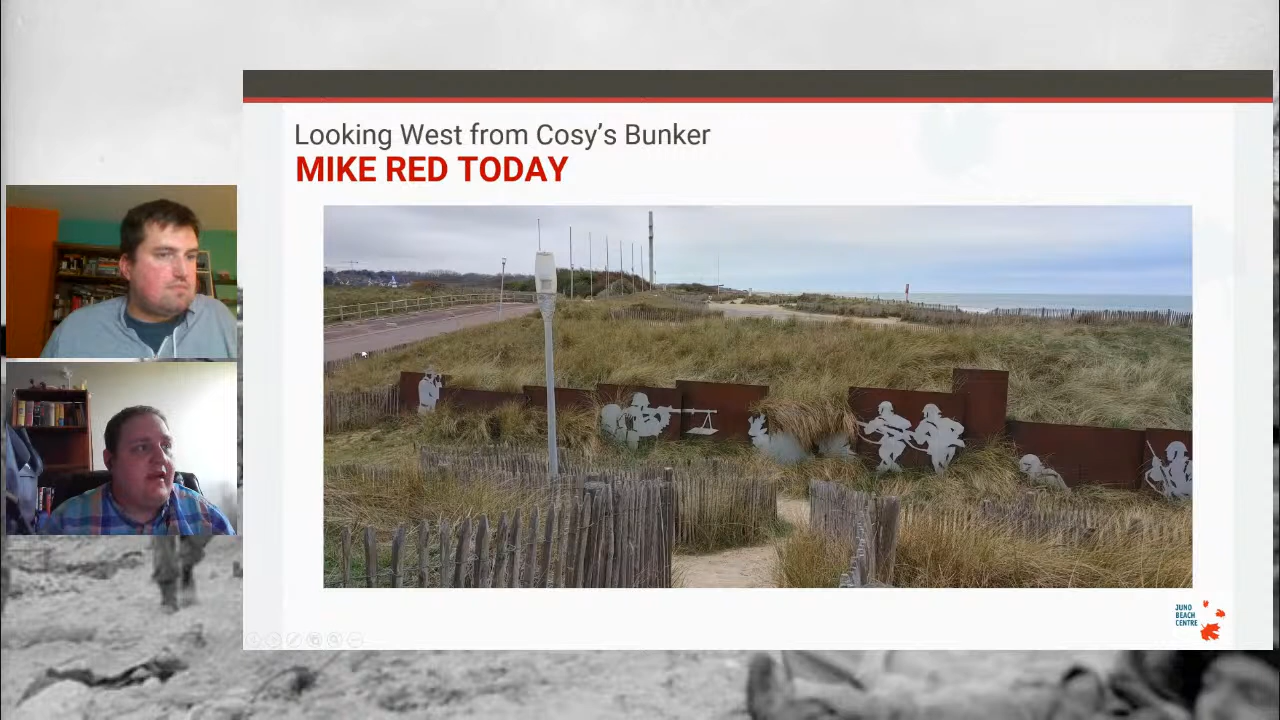 Looking West from Cosy’s Bunker
MIKE RED TODAY
JUNO
BEACH
CENTRE